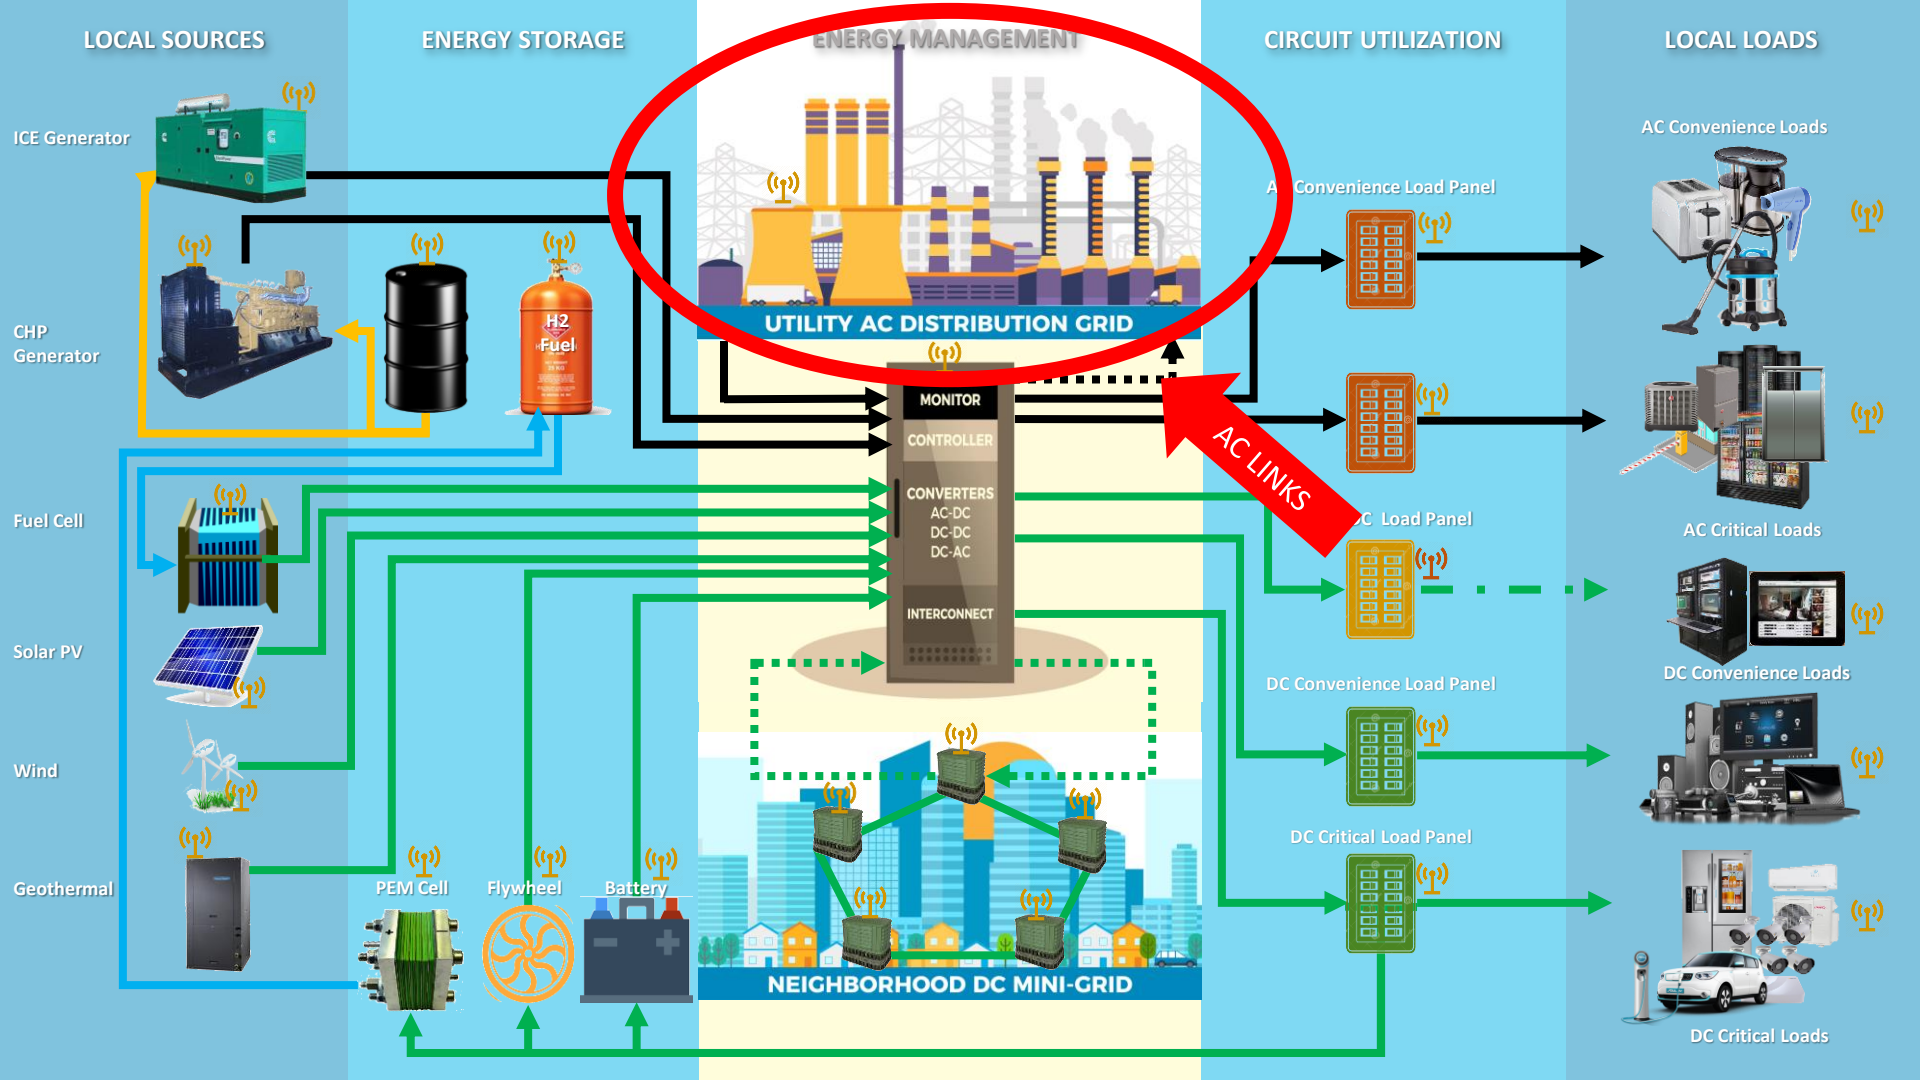 LOCAL SOURCES
ENERGY STORAGE
ENERGY MANAGEMENT
CIRCUIT UTILIZATION
LOCAL LOADS
ICE Generator
CHP
Generator
Fuel Cell
Solar PV
Wind
Geothermal
H2
Fuel
PEM Cell
Flywheel
Battery
UTILITY AC DISTRIBUTION GRID
MONITOR
CONTROLLER
CONVERTERS
AC-DC
DC-DC
DC-AC
INTERCONNECT
NEIGHBORHOOD DC MINI-GRID
AC LINKS
Convenience Load Panel
Load Panel
DC Convenience Load Panel
DC Critical Load Panel
AC Convenience Loads
AC Critical Loads
DC Convenience Loads
DC Critical Loads